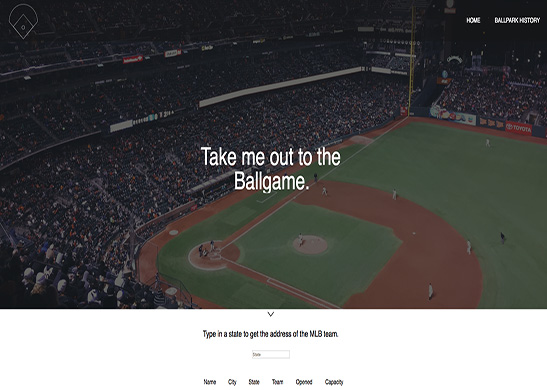 HOME BALLPARK HISTORY
TOYOTA
Take me out to the
Ballgame.
Type in a state to get the address of the MLB team.
State
Name City State Team Opened Capacity